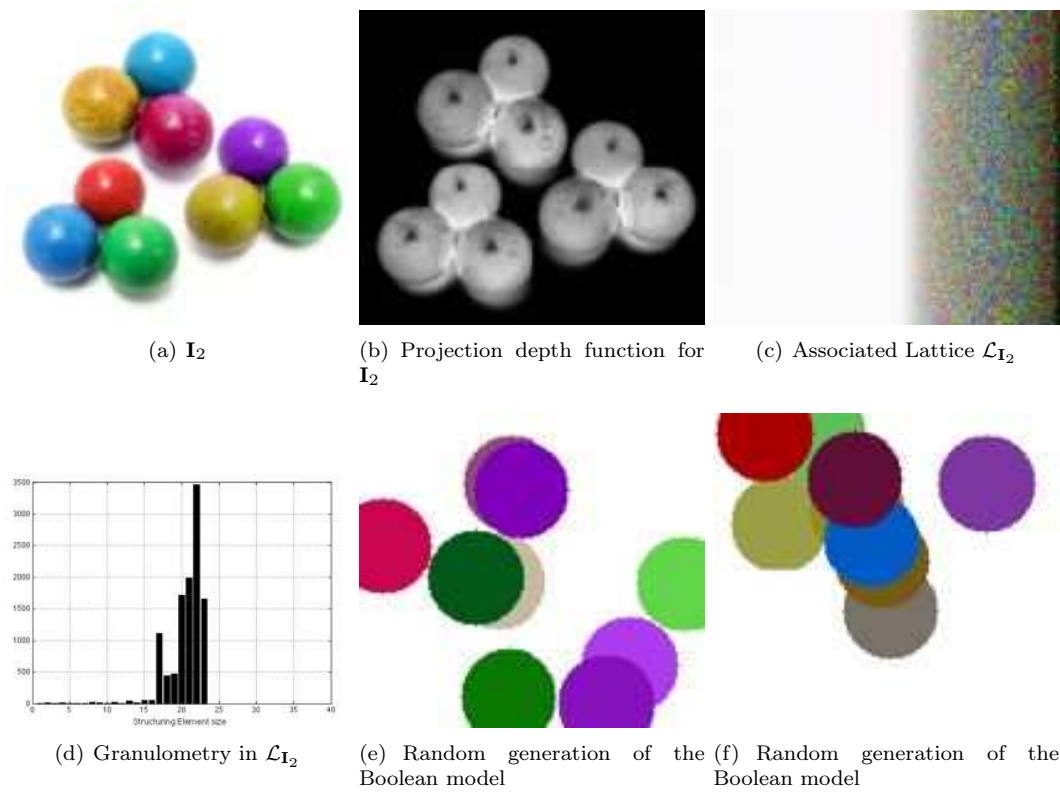 (a) I₂
(b) Projection depth function for
I₂
(c) Associated Lattice 𝓛_I₂
3500
3000
2500
2000
1500
1000
500
0
0 5 10 15 20 25 30 35 40
Structuring Element size
(d) Granulometry in 𝓛_I₂
(e) Random generation of the
Boolean model
(f) Random generation of the
Boolean model